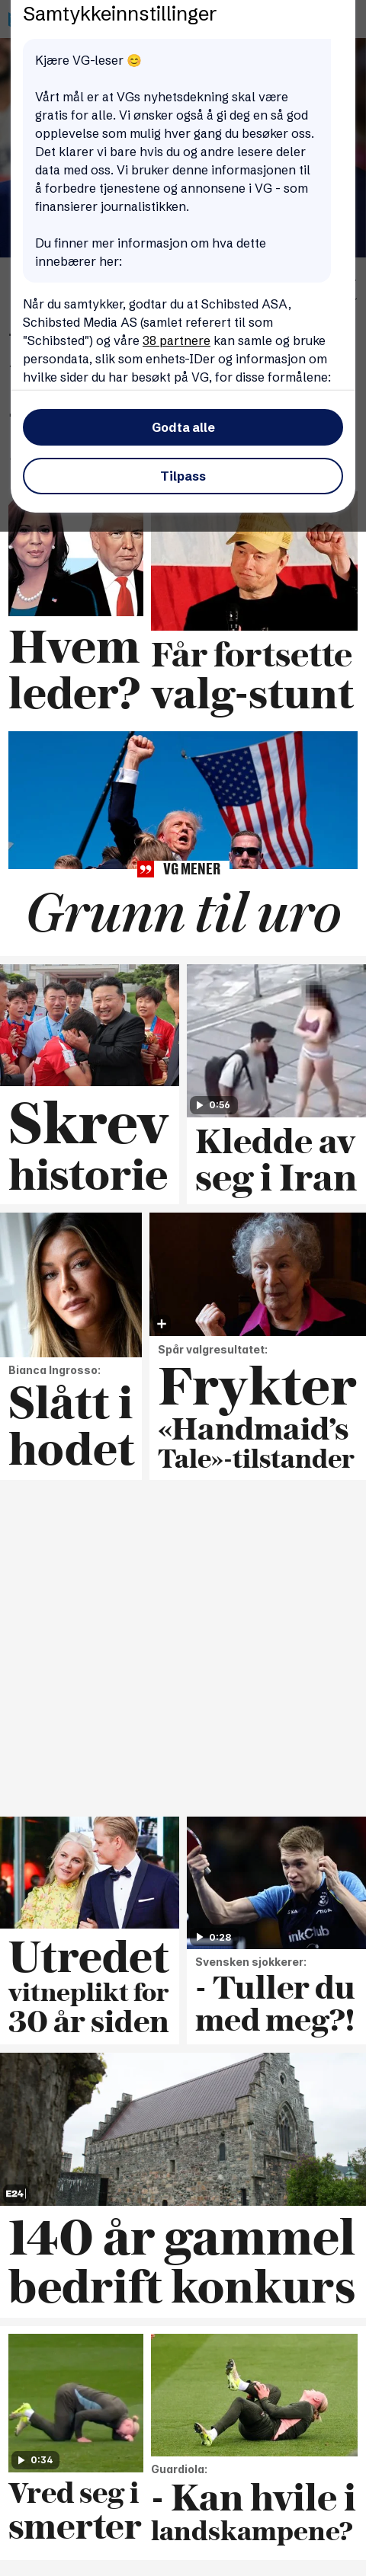 Samtykkeinnstillinger
Kjære VG-leser 😊
Vårt mål er at VGs nyhetsdekning skal være
gratis for alle. Vi ønsker også å gi deg en så god
opplevelse som mulig hver gang du besøker oss.
Det klarer vi bare hvis du og andre lesere deler
data med oss. Vi bruker denne informasjonen til
å forbedre tjenestene og annonsene i VG - som
finansierer journalistikken.
Du finner mer informasjon om hva dette
innebærer her:
Når du samtykker, godtar du at Schibsted ASA,
Schibsted Media AS (samlet referert til som
"Schibsted") og våre 38 partnere kan samle og bruke
persondata, slik som enhets-IDer og informasjon om
hvilke sider du har besøkt på VG, for disse formålene:
Godta alle
Tilpass
Hvem
leder?
Får fortsette
valg-stunt
VG MENER
Grunn til uro
Skrev
historie
0:56
Kledde av
seg i Iran
Bianca Ingrosso:
Slått i
hodet
Spår valgresultatet:
Frykter
«Handmaid’s
Tale»-tilstander
Utredet
vitneplikt for
30 år siden
inkClub
0:28
Svensken sjokkerer:
- Tuller du
med meg?!
E24
140 år gammel
bedrift konkurs
0:34
Vred seg i
smerter
Guardiola:
- Kan hvile i
landskampene?